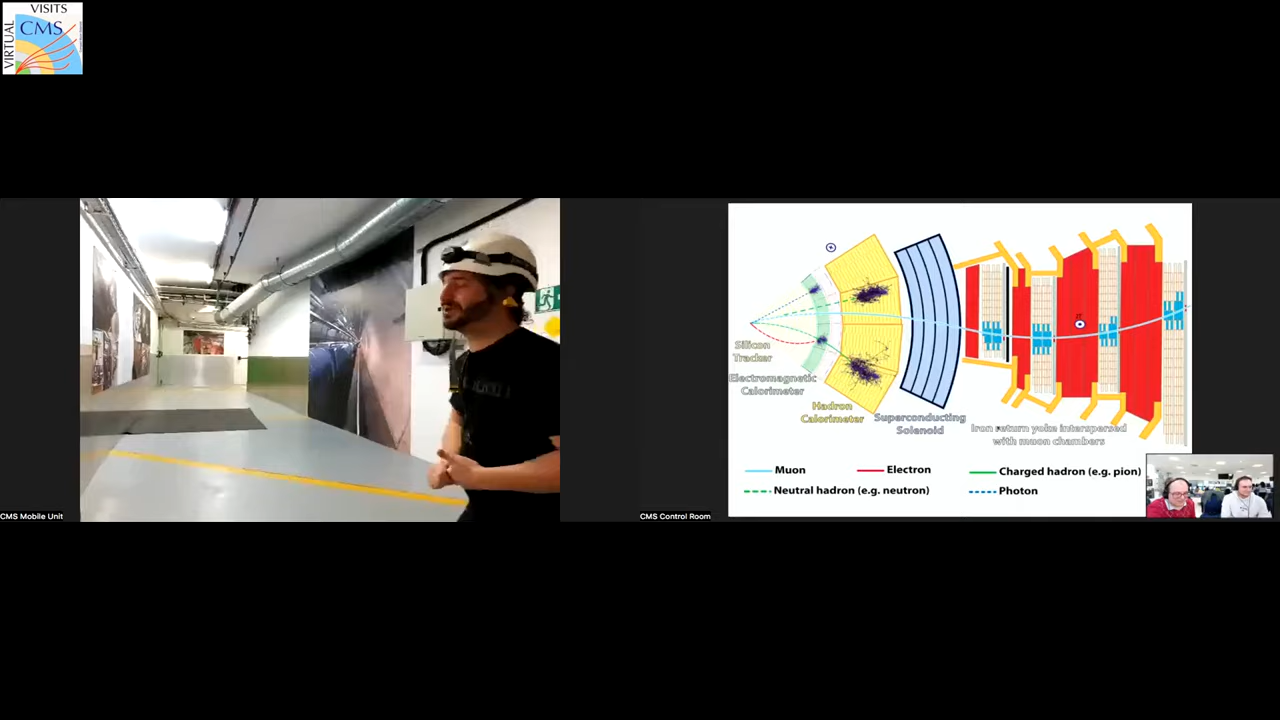 VISITS
VIRTUAL
CMS
Silicon
Tracker
Electromagnetic
Calorimeter
Hadron
Calorimeter
Superconducting
Solenoid
Iron return yoke interspersed
with muon chambers
Muon
Electron
Charged hadron (e.g. pion)
Neutral hadron (e.g. neutron)
Photon
CMS Mobile Unit
CMS Control Room